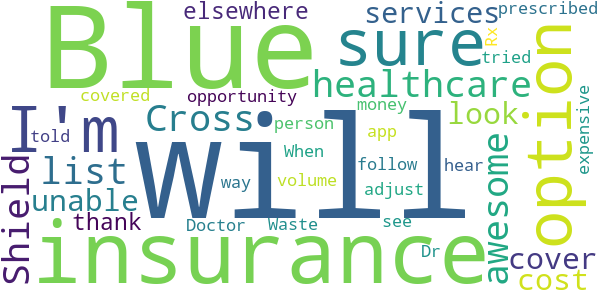 elsewhere
services
prescribed
Blue
sure
Rx
tried
healthcare
option
covered
opportunity
money
I'm
told
Cross
person
app
look
expensive
Will
list
When
follow
hear
Shield
unable
way
volume
adjust
awesome
thank
Doctor
Waste
see
insurance
Dr
cover
cost